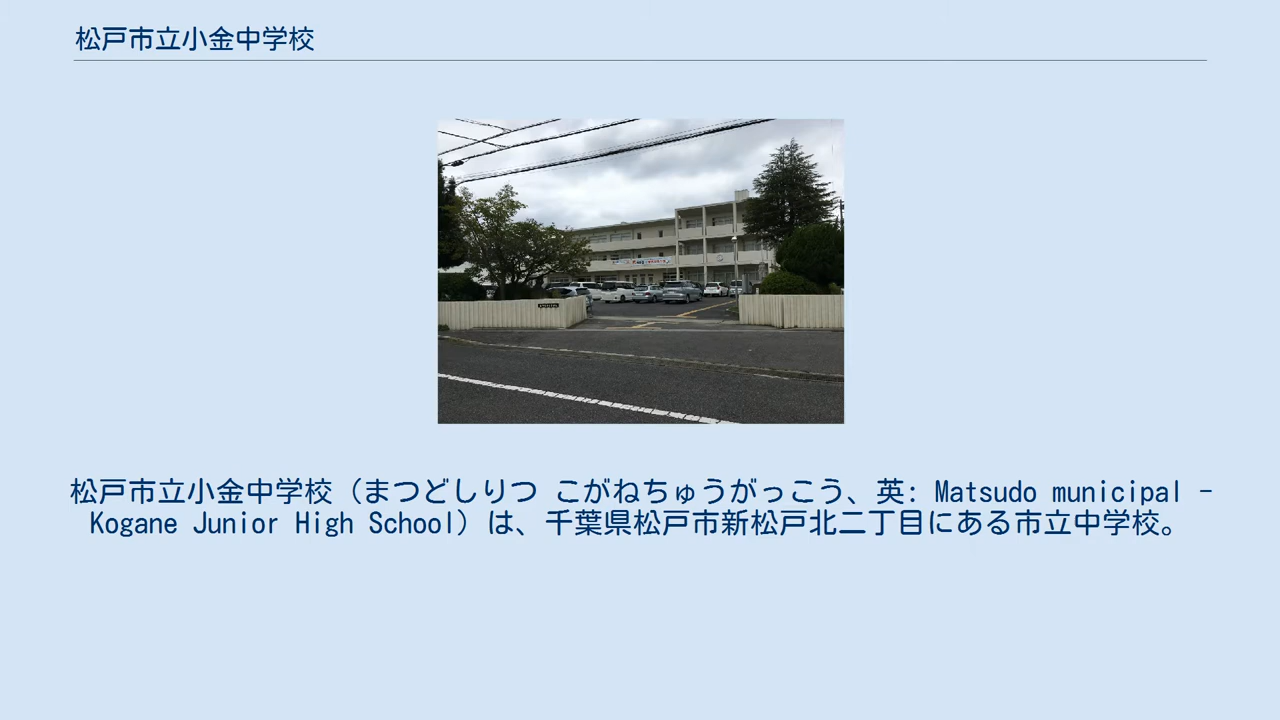 松戸市立小金中学校
松戸市立小金中学校（まつどしりつ こがねちゅうがっこう、英: Matsudo municipal -
Kogane Junior High School）は、千葉県松戸市新松戸北二丁目にある市立中学校。